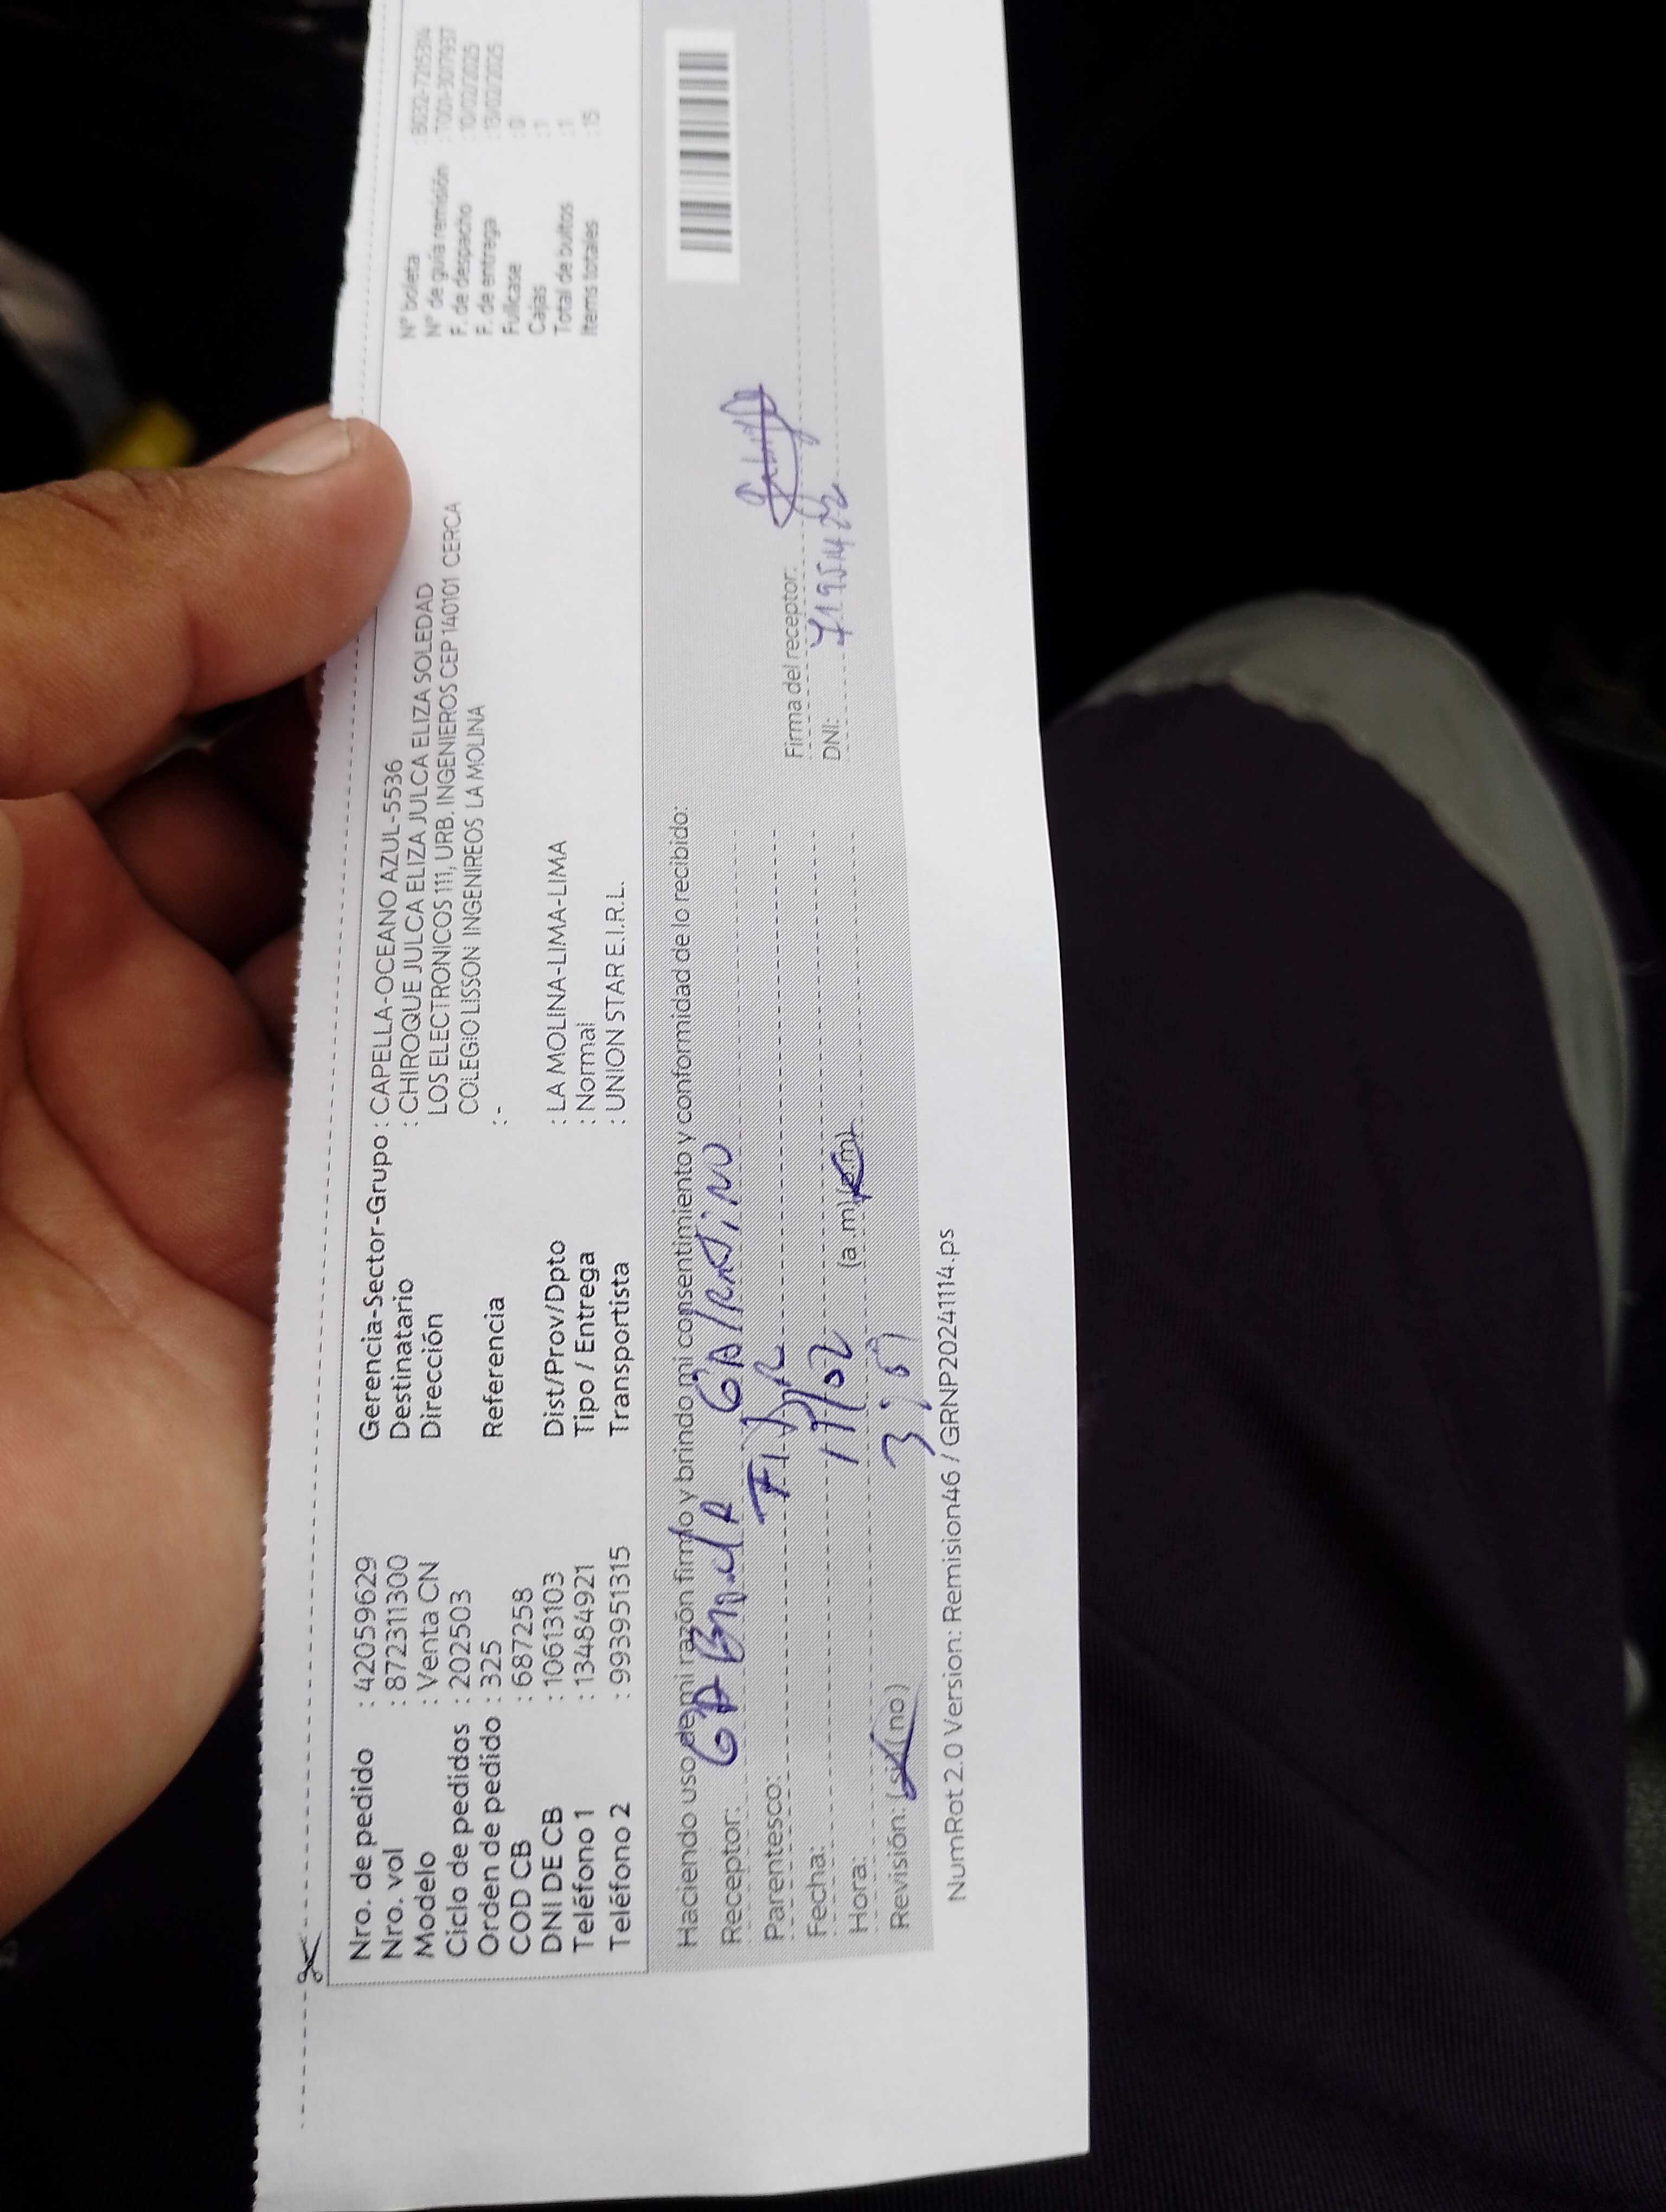 Nro. de pedido : 42059629 Gerencia-Sector-Grupo : CAPELLA-OCEANO AZUL-5536 N° boleta
Nro. vol : 872311300 Destinatario : CHIROQUE JULCA ELIZA JULCA ELIZA SOLEDAD N° de guía remisión
Modelo : Venta CN Dirección LOS ELECTRONICOS 111, URB. INGENIEROS CEP 140101 CERCA F. de despacho : 10/02/2025
Ciclo de pedidos : 202503 COLEGIO LISSON INGENIREOS LA MOLINA F. de entrega : 13/02/2025
Orden de pedido : 325 Referencia : - Fullcase : 0
COD CB : 687258 Cajas : 1
DNI DE CB : 10613103 Dist/Prov/Dpto : LA MOLINA-LIMA-LIMA Total de bultos : 1
Teléfono 1 : 13484921 Tipo / Entrega : Normal Items totales : 15
Teléfono 2 : 993951315 Transportista : UNION STAR E.I.R.L.
Haciendo uso de mi razón firmo y brindo mi consentimiento y conformidad de lo recibido:
Receptor:
Parentesco: Firma del receptor:
Fecha: 17/02 DNI:
Hora: 3:59 (a.m) (p.m)
Revisión: (si) (no)
NumRot 2.0 Version: Remision46 / GRNP20241114.ps